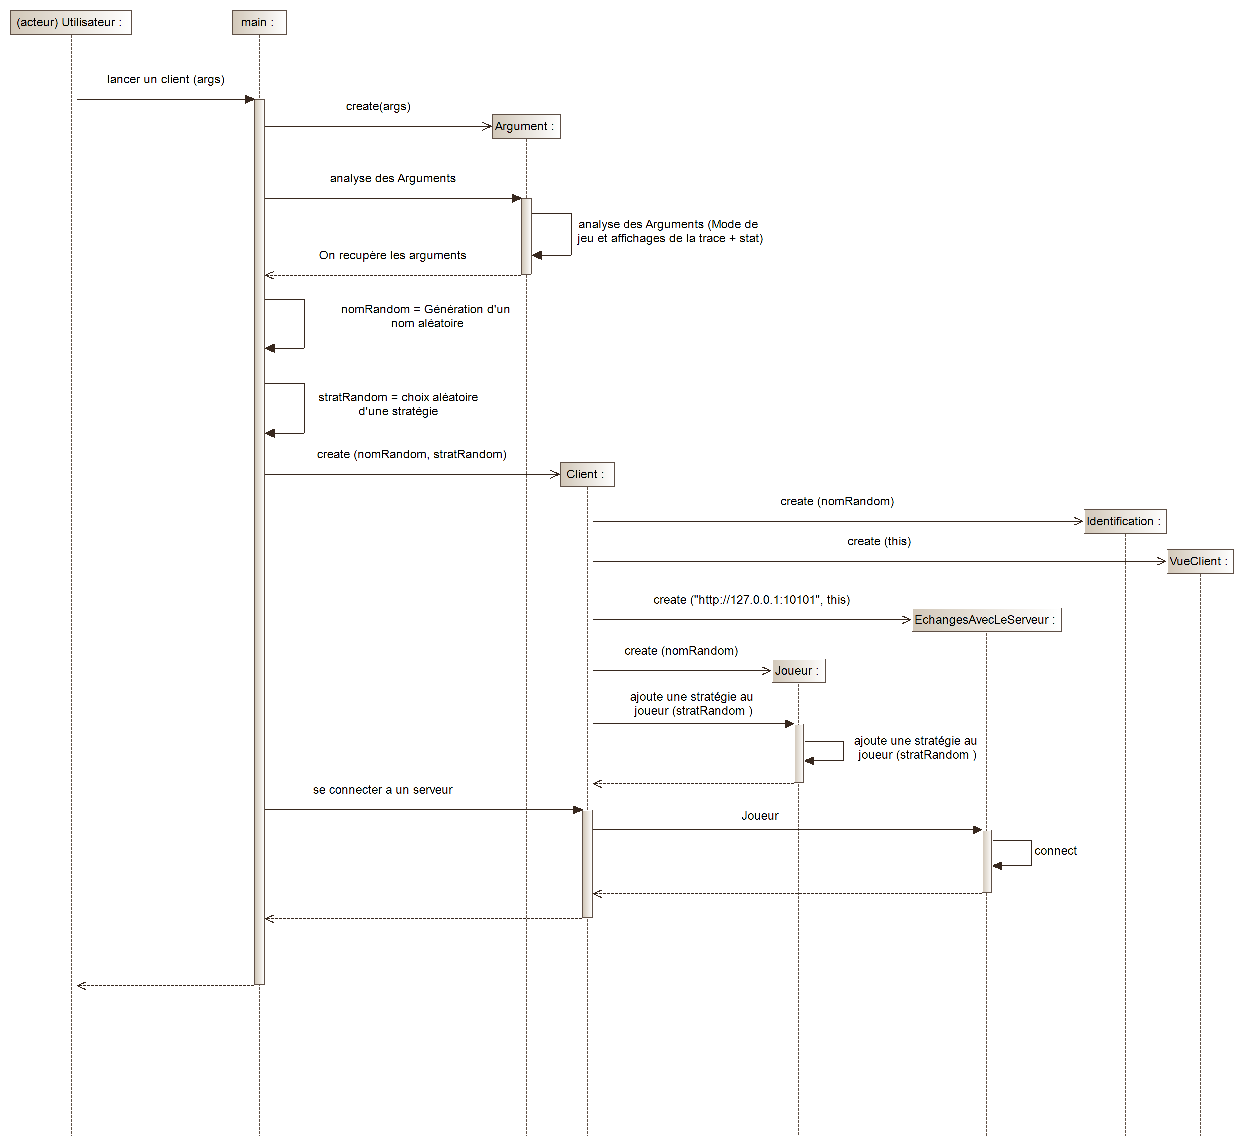 (acteur) Utilisateur :
main :
lancer un client (args)
create(args)
Argument :
analyse des Arguments
analyse des Arguments (Mode de
jeu et affichages de la trace + stat)
On recupère les arguments
nomRandom = Génération d'un
nom aléatoire
stratRandom = choix aléatoire
d'une stratégie
create (nomRandom, stratRandom)
Client :
create (nomRandom)
Identification :
create (this)
VueClient :
create ("http://127.0.0.1:10101", this)
EchangesAvecLeServeur :
create (nomRandom)
Joueur :
ajoute une stratégie au
joueur (stratRandom )
ajoute une stratégie au
joueur (stratRandom )
se connecter a un serveur
Joueur
connect